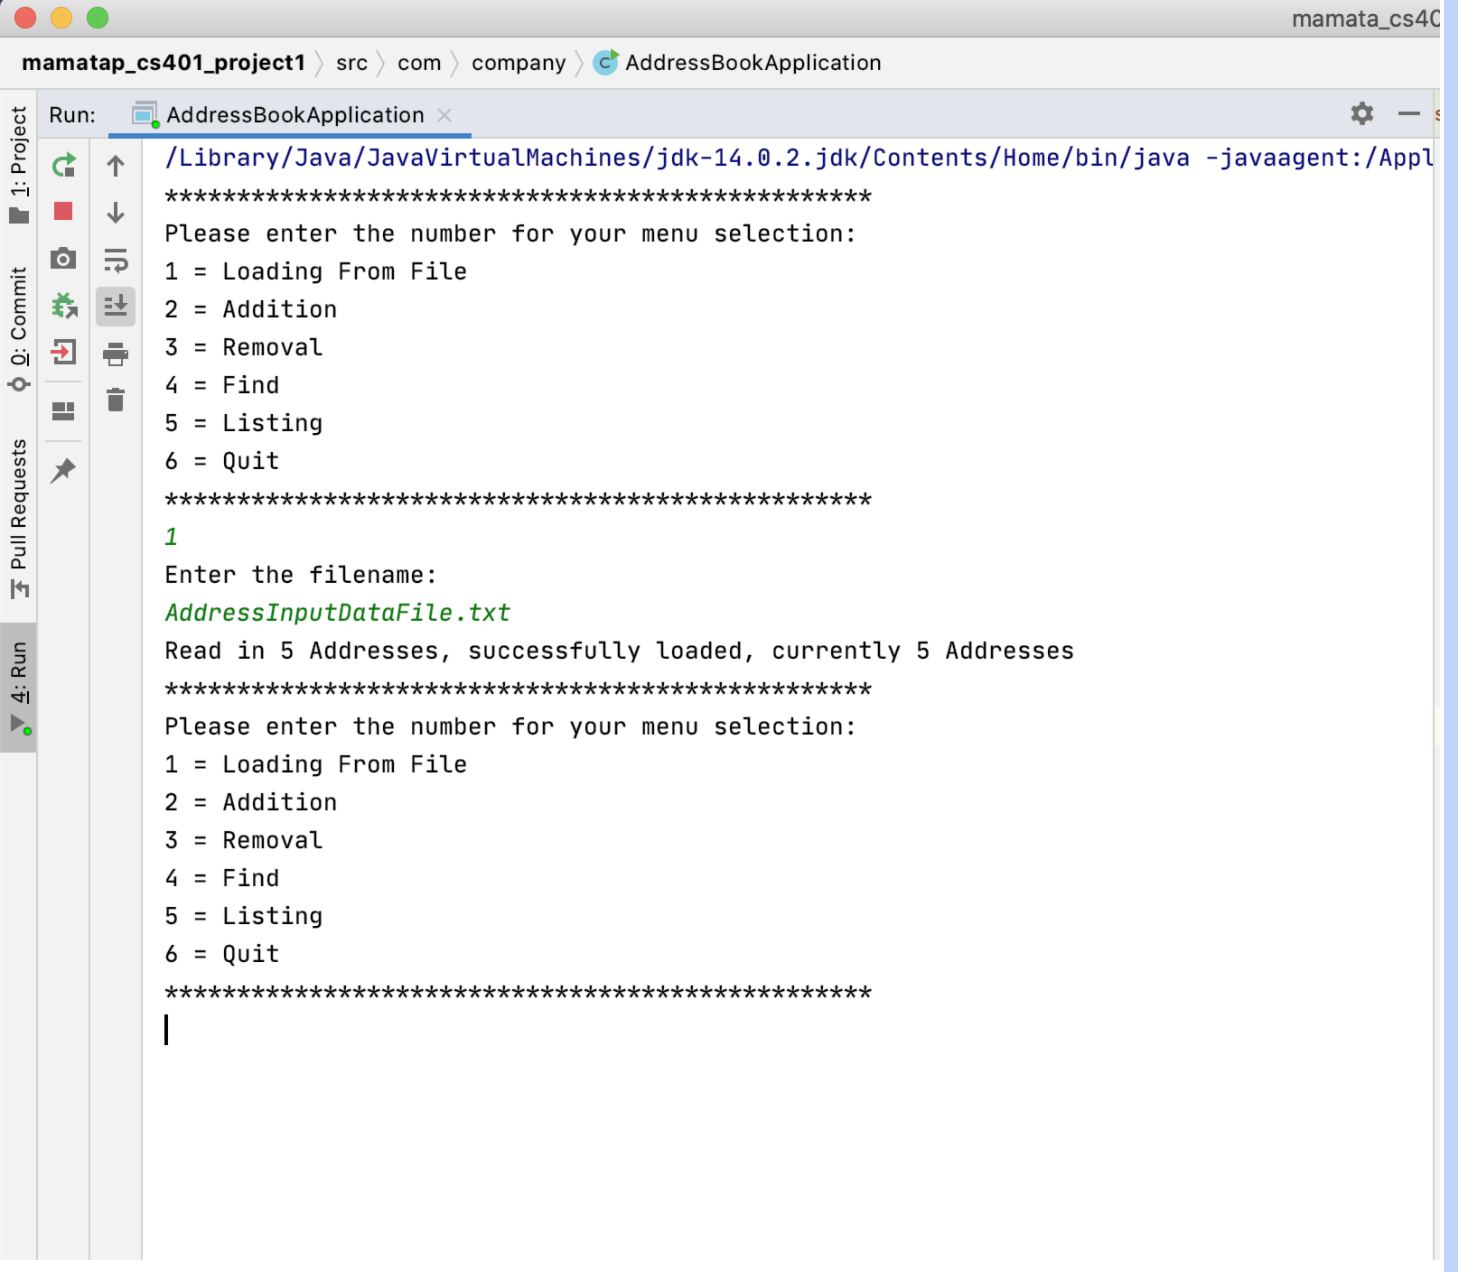 mamata_cs40
mamatap_cs401_project1 src com company AddressBookApplication
Run: AddressBookApplication
1: Project
0: Commit
Pull Requests
4: Run
/Library/Java/JavaVirtualMachines/jdk-14.0.2.jdk/Contents/Home/bin/java -javaagent:/Appl
*************************************************
Please enter the number for your menu selection:
1 = Loading From File
2 = Addition
3 = Removal
4 = Find
5 = Listing
6 = Quit
*************************************************
1
Enter the filename:
AddressInputDataFile.txt
Read in 5 Addresses, successfully loaded, currently 5 Addresses
*************************************************
Please enter the number for your menu selection:
1 = Loading From File
2 = Addition
3 = Removal
4 = Find
5 = Listing
6 = Quit
*************************************************